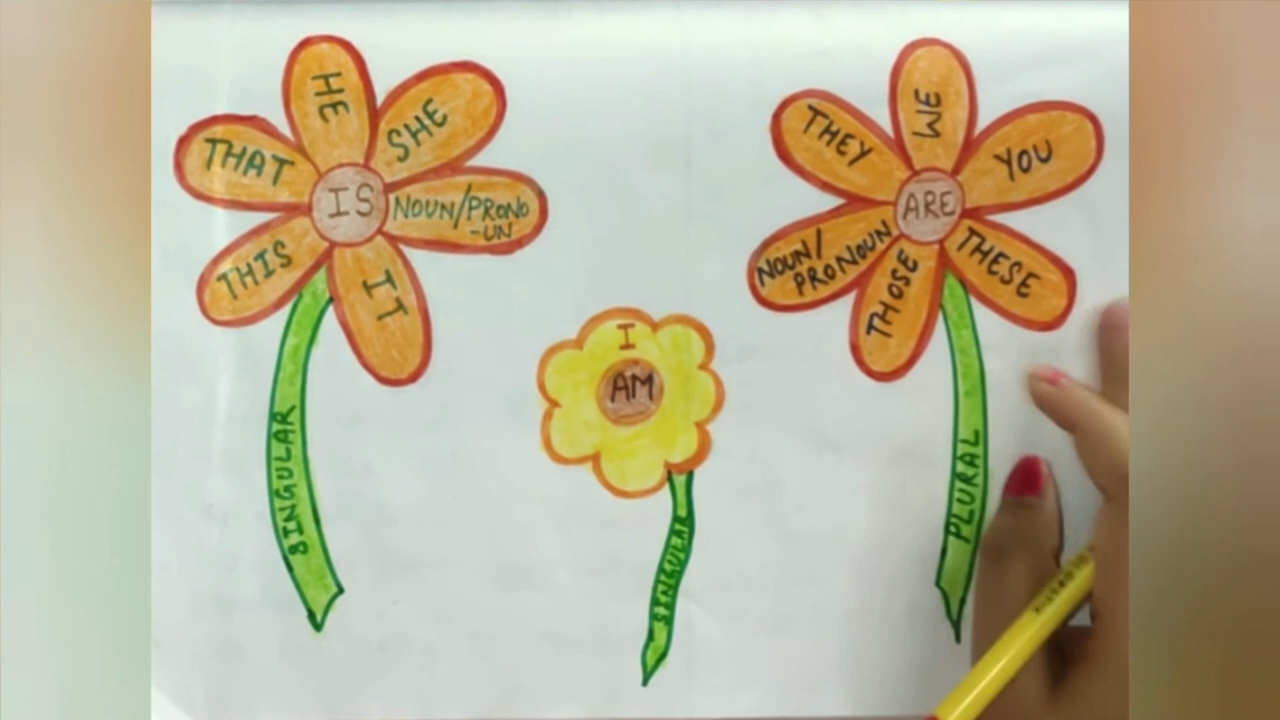 HE
SHE
THAT
IS
NOUN/PRONO
-UN
THIS
IT
SINGULAR
I
AM
SINGULAR
WE
THEY
YOU
ARE
NOUN/
PRONOUN
THOSE
THESE
PLURAL